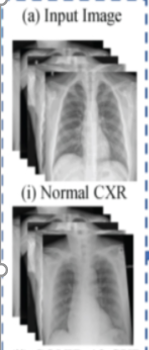 (a) Input Image
(i) Normal CXR